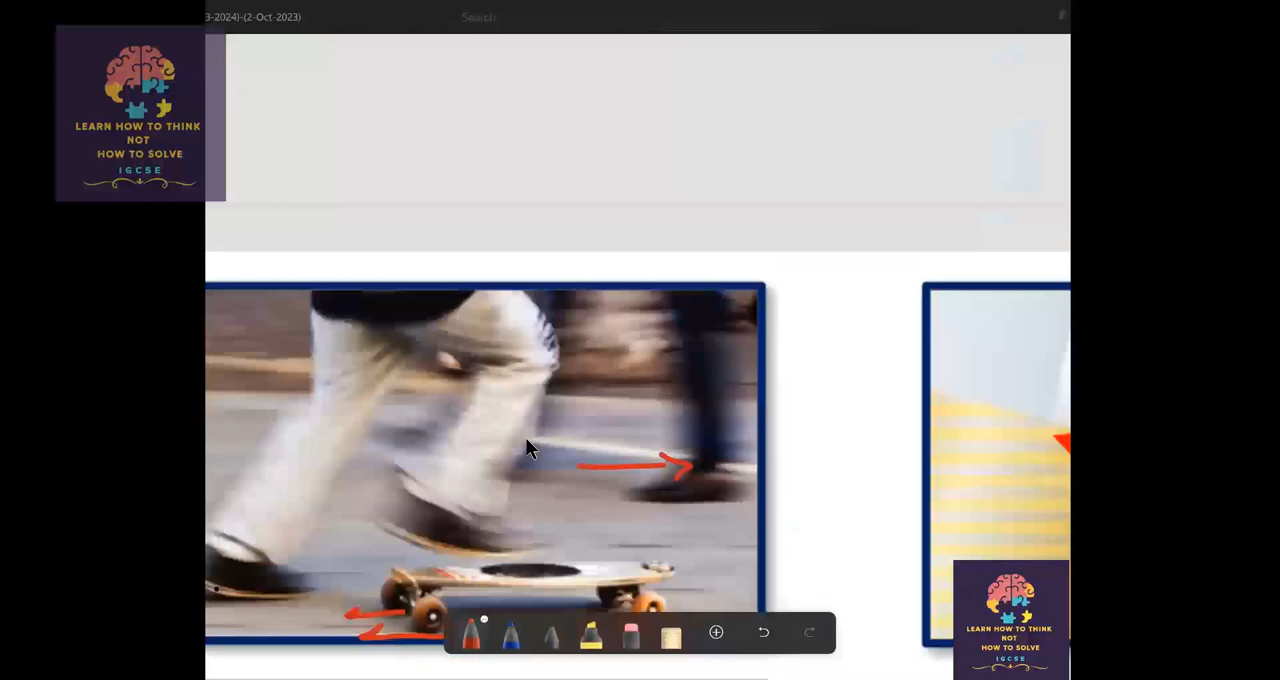 3-2024)-(2-Oct-2023)
Search
LEARN HOW TO THINK
NOT
HOW TO SOLVE
IGCSE
LEARN HOW TO THINK
NOT
HOW TO SOLVE
IGCSE